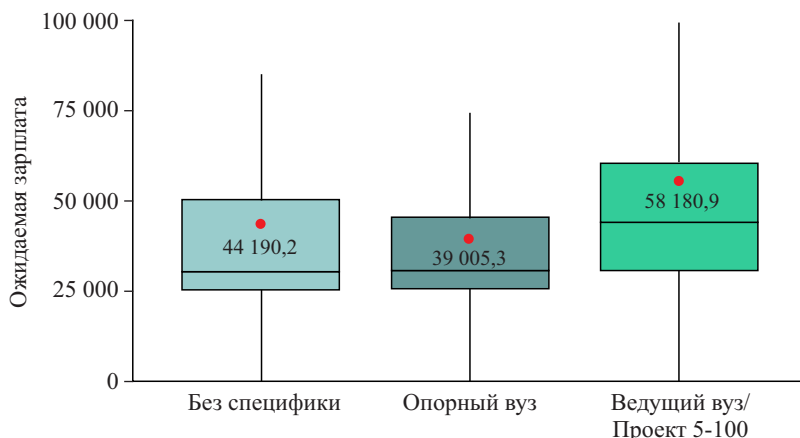 Ожидаемая зарплата
100 000
75 000
50 000
25 000
0
44 190,2
39 005,3
58 180,9
Без специфики
Опорный вуз
Ведущий вуз/
Проект 5-100